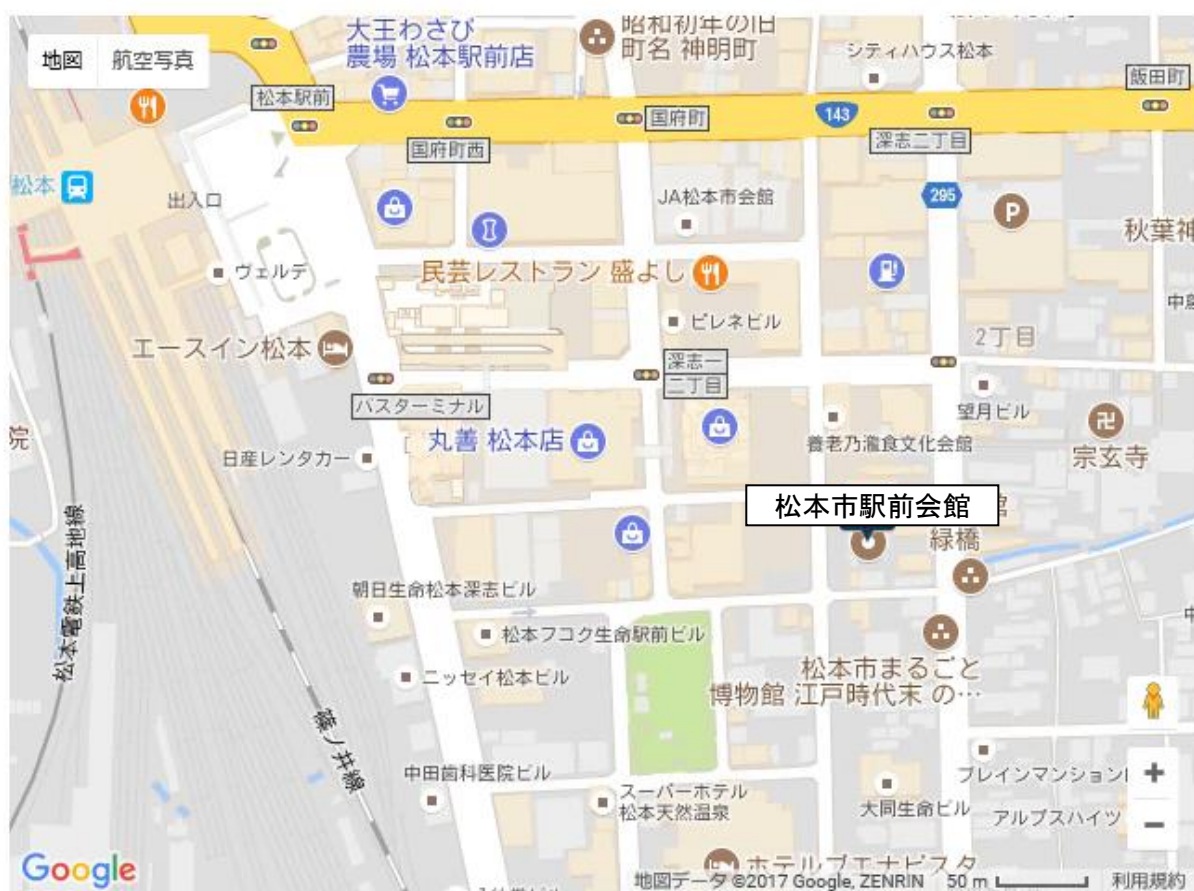 大王わさび
農場 松本駅前店
昭和初年の旧
町名 神明町
シティハウス松本
地図
航空写真
飯田町
松本駅前
国府町
143
国府町西
深志二丁目
松本
出入口
JA松本市会館
295
P
ヴェルデ
民芸レストラン 盛よし
ピレネビル
エースイン松本
2丁目
深志一
二丁目
バスターミナル
望月ビル
丸善 松本店
養老乃瀧食文化会館
院
日産レンタカー
宗玄寺
松本市駅前会館
館
緑橋
松本電鉄上高地線
朝日生命松本深志ビル
松本フコク生命駅前ビル
ニッセイ松本ビル
松本市まるごと
博物館 江戸時代末 の…
篠ノ井線
中田歯科医院ビル
スーパーホテル
松本天然温泉
ブレインマンション
大同生命ビル
アルプスハイツ
+
−
Google
ホテルブエナビスタ
地図データ ©2017 Google, ZENRIN
50 m
利用規約